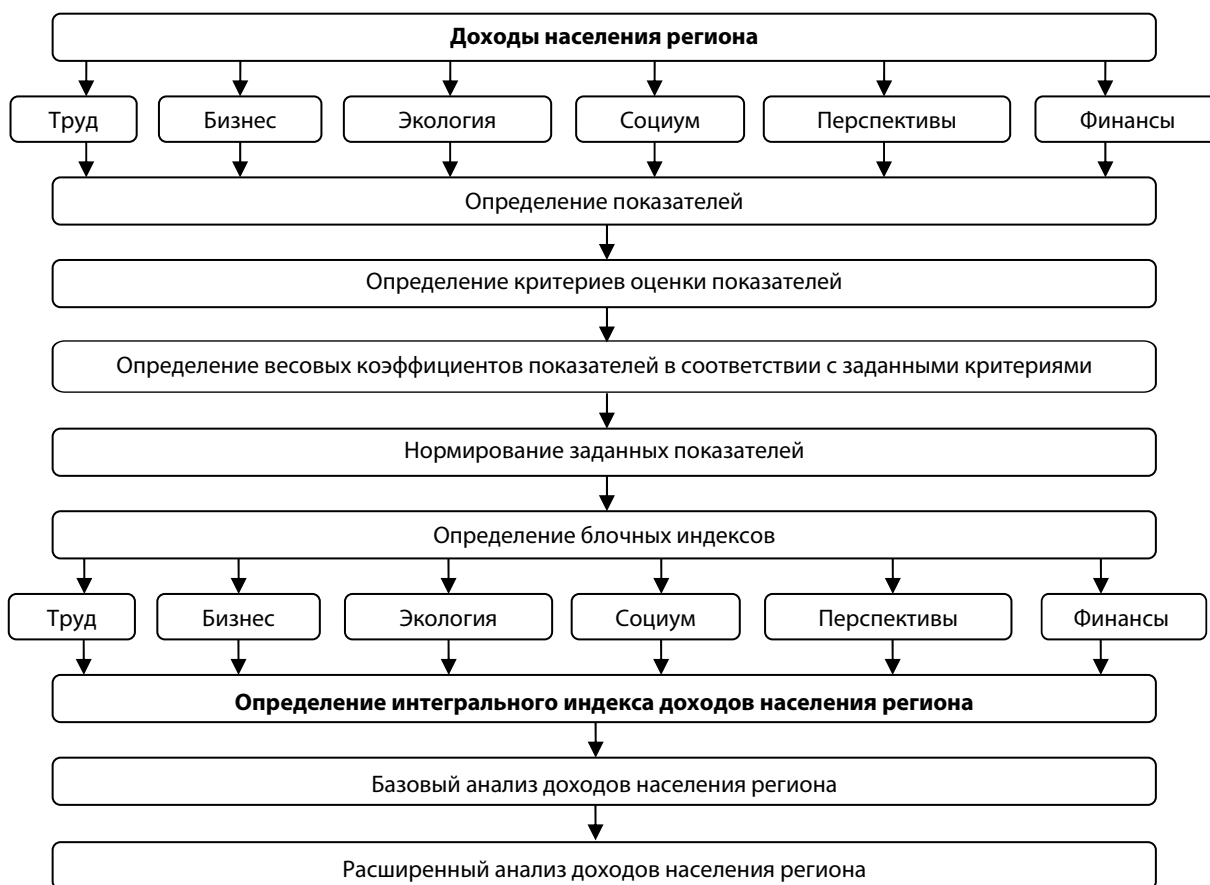 Доходы населения региона
Труд
Бизнес
Экология
Социум
Перспективы
Финансы
Определение показателей
Определение критериев оценки показателей
Определение весовых коэффициентов показателей в соответствии с заданными критериями
Нормирование заданных показателей
Определение блочных индексов
Труд
Бизнес
Экология
Социум
Перспективы
Финансы
Определение интегрального индекса доходов населения региона
Базовый анализ доходов населения региона
Расширенный анализ доходов населения региона